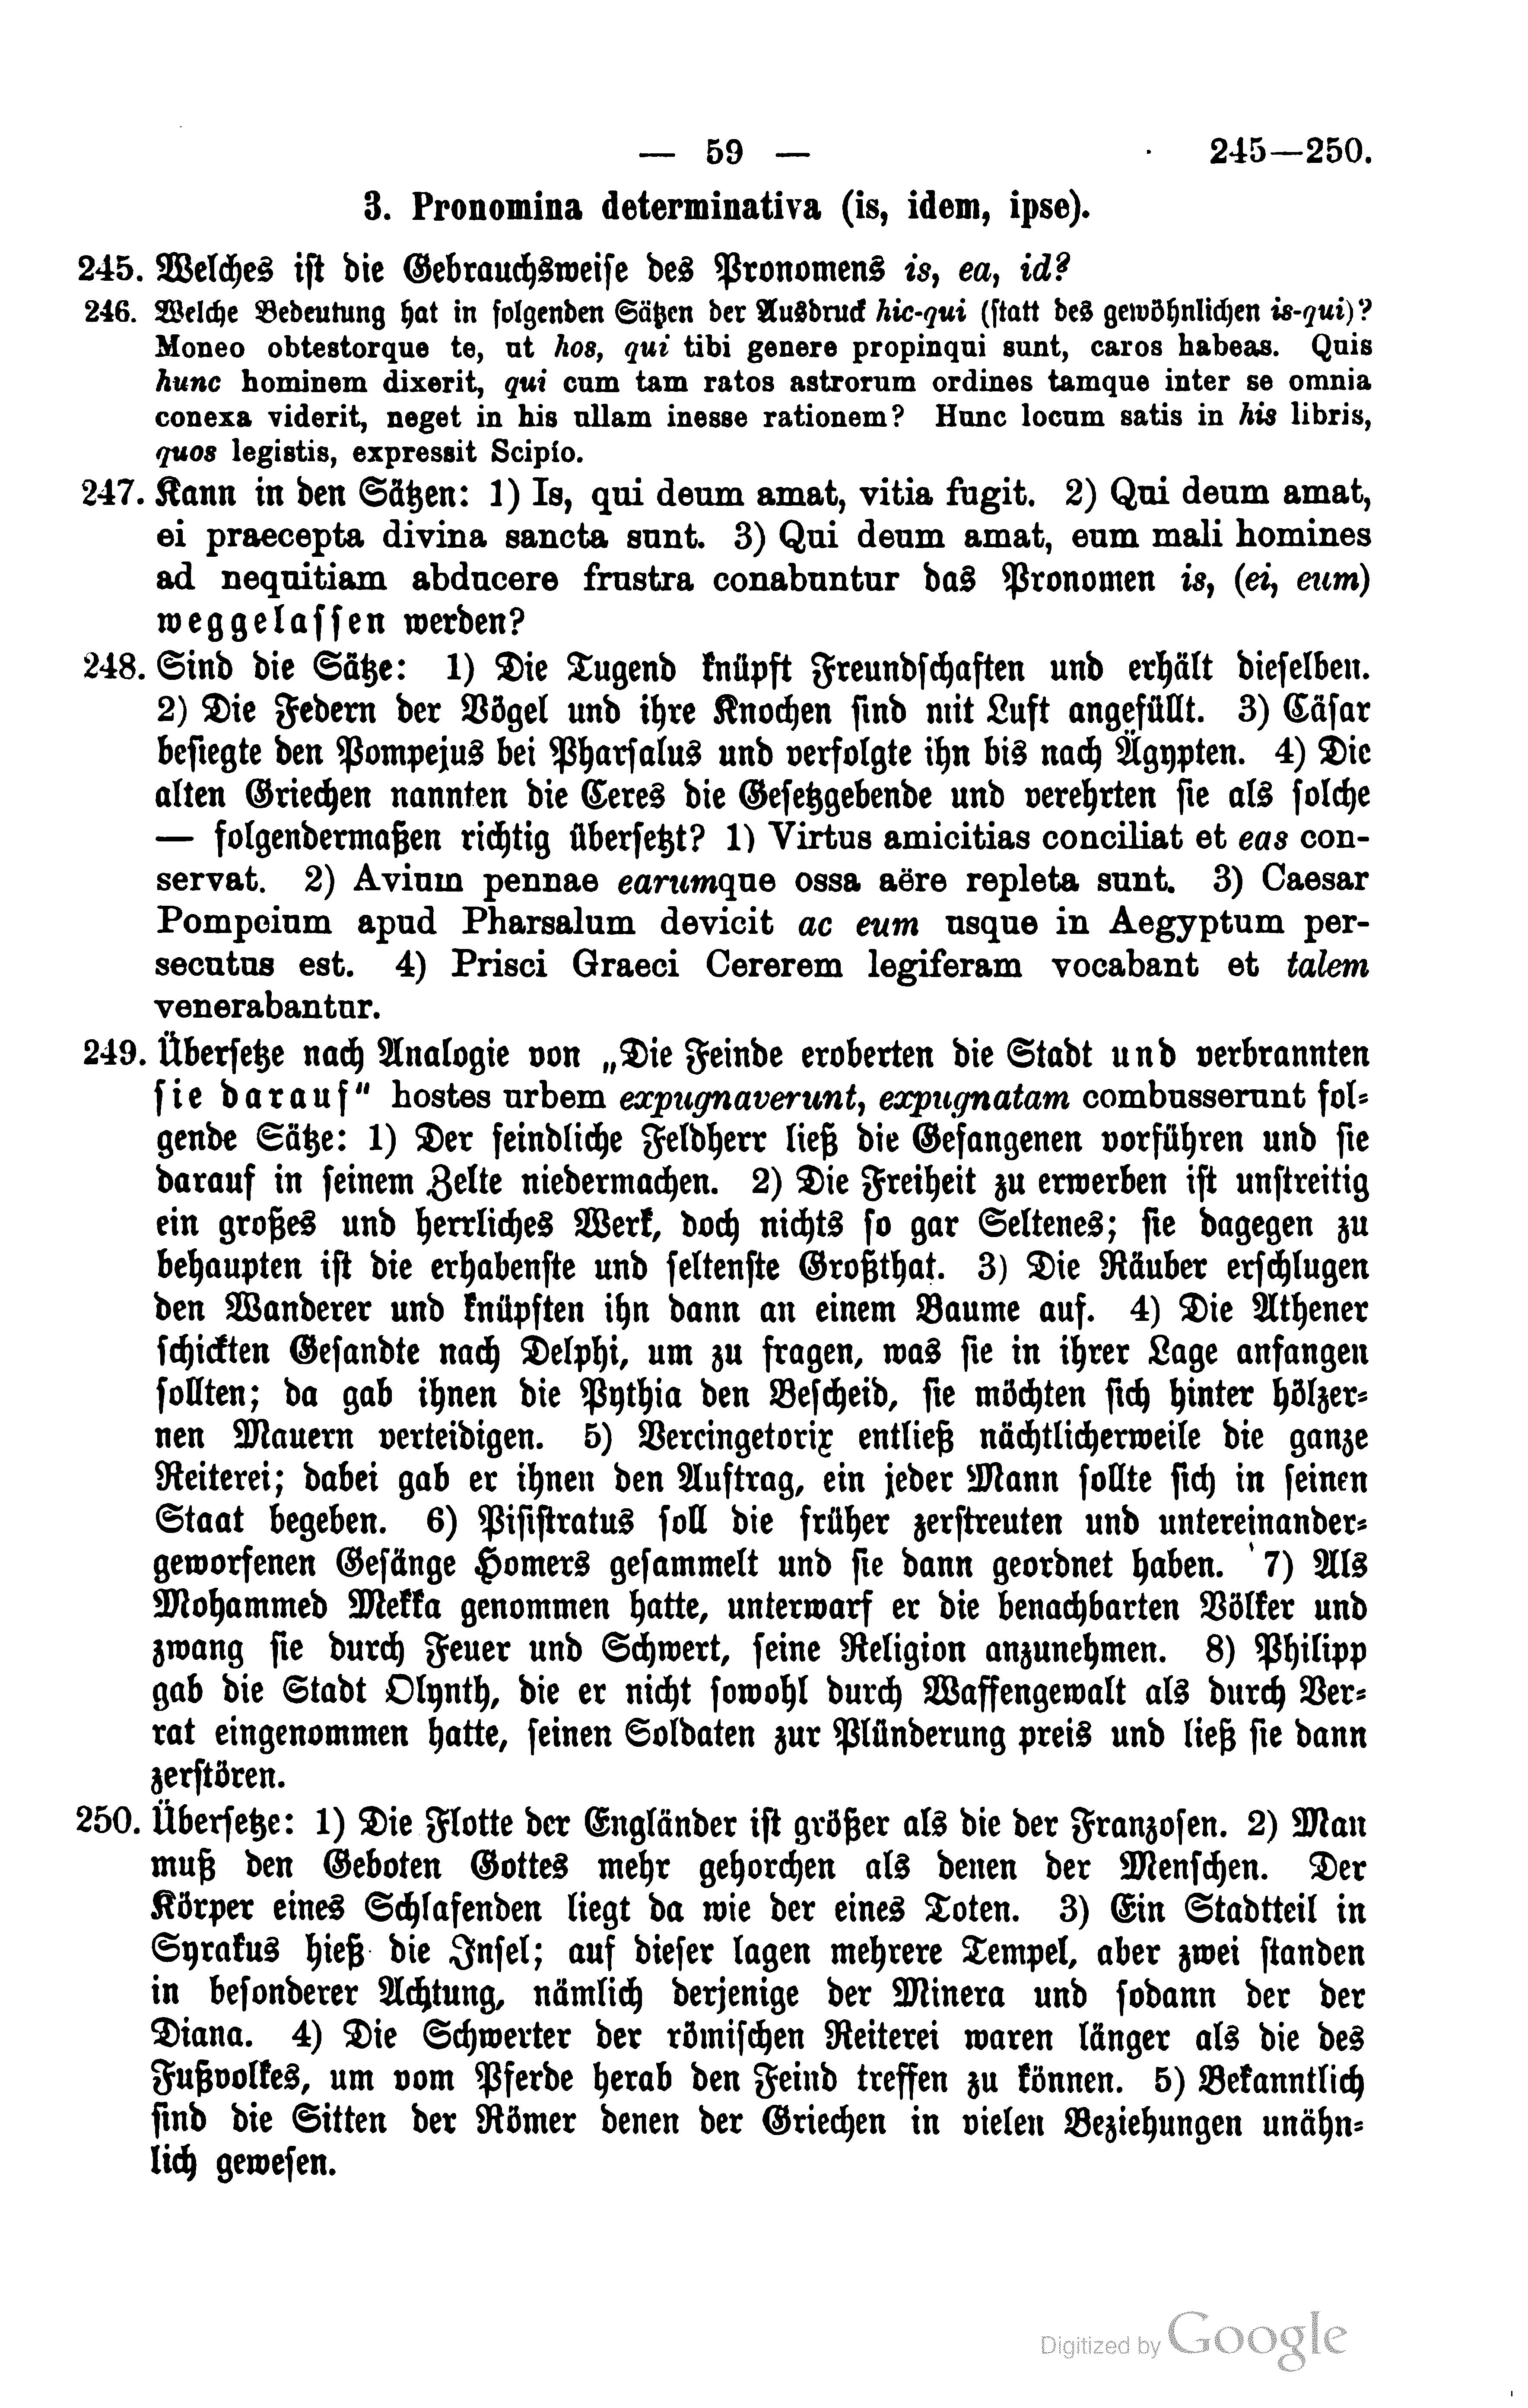 — 59 — 245—250.
3. Pronomina determinativa (is, idem, ipse).
245. Welches ist die Gebrauchsweise des Pronomens is, ea, id?
246. Welche Bedeutung hat in folgenden Sätzen der Ausdruck hic-qui (statt des gewöhnlichen is-qui)?
Moneo obtestorque te, ut hos, qui tibi genere propinqui sunt, caros habeas. Quis
hunc hominem dixerit, qui cum tam ratos astrorum ordines tamque inter se omnia
conexa viderit, neget in his ullam inesse rationem? Hunc locum satis in his libris,
quos legistis, expressit Scipio.
247. Kann in den Sätzen: 1) Is, qui deum amat, vitia fugit. 2) Qui deum amat,
ei praecepta divina sancta sunt. 3) Qui deum amat, eum mali homines
ad nequitiam abducere frustra conabuntur das Pronomen is, (ei, eum)
weggelassen werden?
248. Sind die Sätze: 1) Die Tugend knüpft Freundschaften und erhält dieselben.
2) Die Federn der Vögel und ihre Knochen sind mit Luft angefüllt. 3) Cäsar
besiegte den Pompejus bei Pharsalus und verfolgte ihn bis nach Ägypten. 4) Die
alten Griechen nannten die Ceres die Gesetzgebende und verehrten sie als solche
— folgendermaßen richtig übersetzt? 1) Virtus amicitias conciliat et eas con-
servat. 2) Avium pennae earumque ossa aëre repleta sunt. 3) Caesar
Pompeium apud Pharsalum devicit ac eum usque in Aegyptum per-
secutus est. 4) Prisci Graeci Cererem legiferam vocabant et talem
venerabantur.
249. Übersetze nach Analogie von „Die Feinde eroberten die Stadt und verbrannten
sie darauf" hostes urbem expugnaverunt, expugnatam combusserunt fol-
gende Sätze: 1) Der feindliche Feldherr ließ die Gefangenen vorführen und sie
darauf in seinem Zelte niedermachen. 2) Die Freiheit zu erwerben ist unstreitig
ein großes und herrliches Werk, doch nichts so gar Seltenes; sie dagegen zu
behaupten ist die erhabenste und seltenste Großthat. 3) Die Räuber erschlugen
den Wanderer und knüpften ihn dann an einem Baume auf. 4) Die Athener
schickten Gesandte nach Delphi, um zu fragen, was sie in ihrer Lage anfangen
sollten; da gab ihnen die Pythia den Bescheid, sie möchten sich hinter hölzer-
nen Mauern verteidigen. 5) Vercingetorix entließ nächtlicherweile die ganze
Reiterei; dabei gab er ihnen den Auftrag, ein jeder Mann sollte sich in seinen
Staat begeben. 6) Pisistratus soll die früher zerstreuten und untereinander-
geworfenen Gesänge Homers gesammelt und sie dann geordnet haben. 7) Als
Mohammed Mekka genommen hatte, unterwarf er die benachbarten Völker und
zwang sie durch Feuer und Schwert, seine Religion anzunehmen. 8) Philipp
gab die Stadt Olynth, die er nicht sowohl durch Waffengewalt als durch Ver-
rat eingenommen hatte, seinen Soldaten zur Plünderung preis und ließ sie dann
zerstören.
250. Übersetze: 1) Die Flotte der Engländer ist größer als die der Franzosen. 2) Man
muß den Geboten Gottes mehr gehorchen als denen der Menschen. Der
Körper eines Schlafenden liegt da wie der eines Toten. 3) Ein Stadtteil in
Syrakus hieß die Insel; auf dieser lagen mehrere Tempel, aber zwei standen
in besonderer Achtung, nämlich derjenige der Minera und sodann der der
Diana. 4) Die Schwerter der römischen Reiterei waren länger als die des
Fußvolkes, um vom Pferde herab den Feind treffen zu können. 5) Bekanntlich
sind die Sitten der Römer denen der Griechen in vielen Beziehungen unähn-
lich gewesen.
Digitized by Google